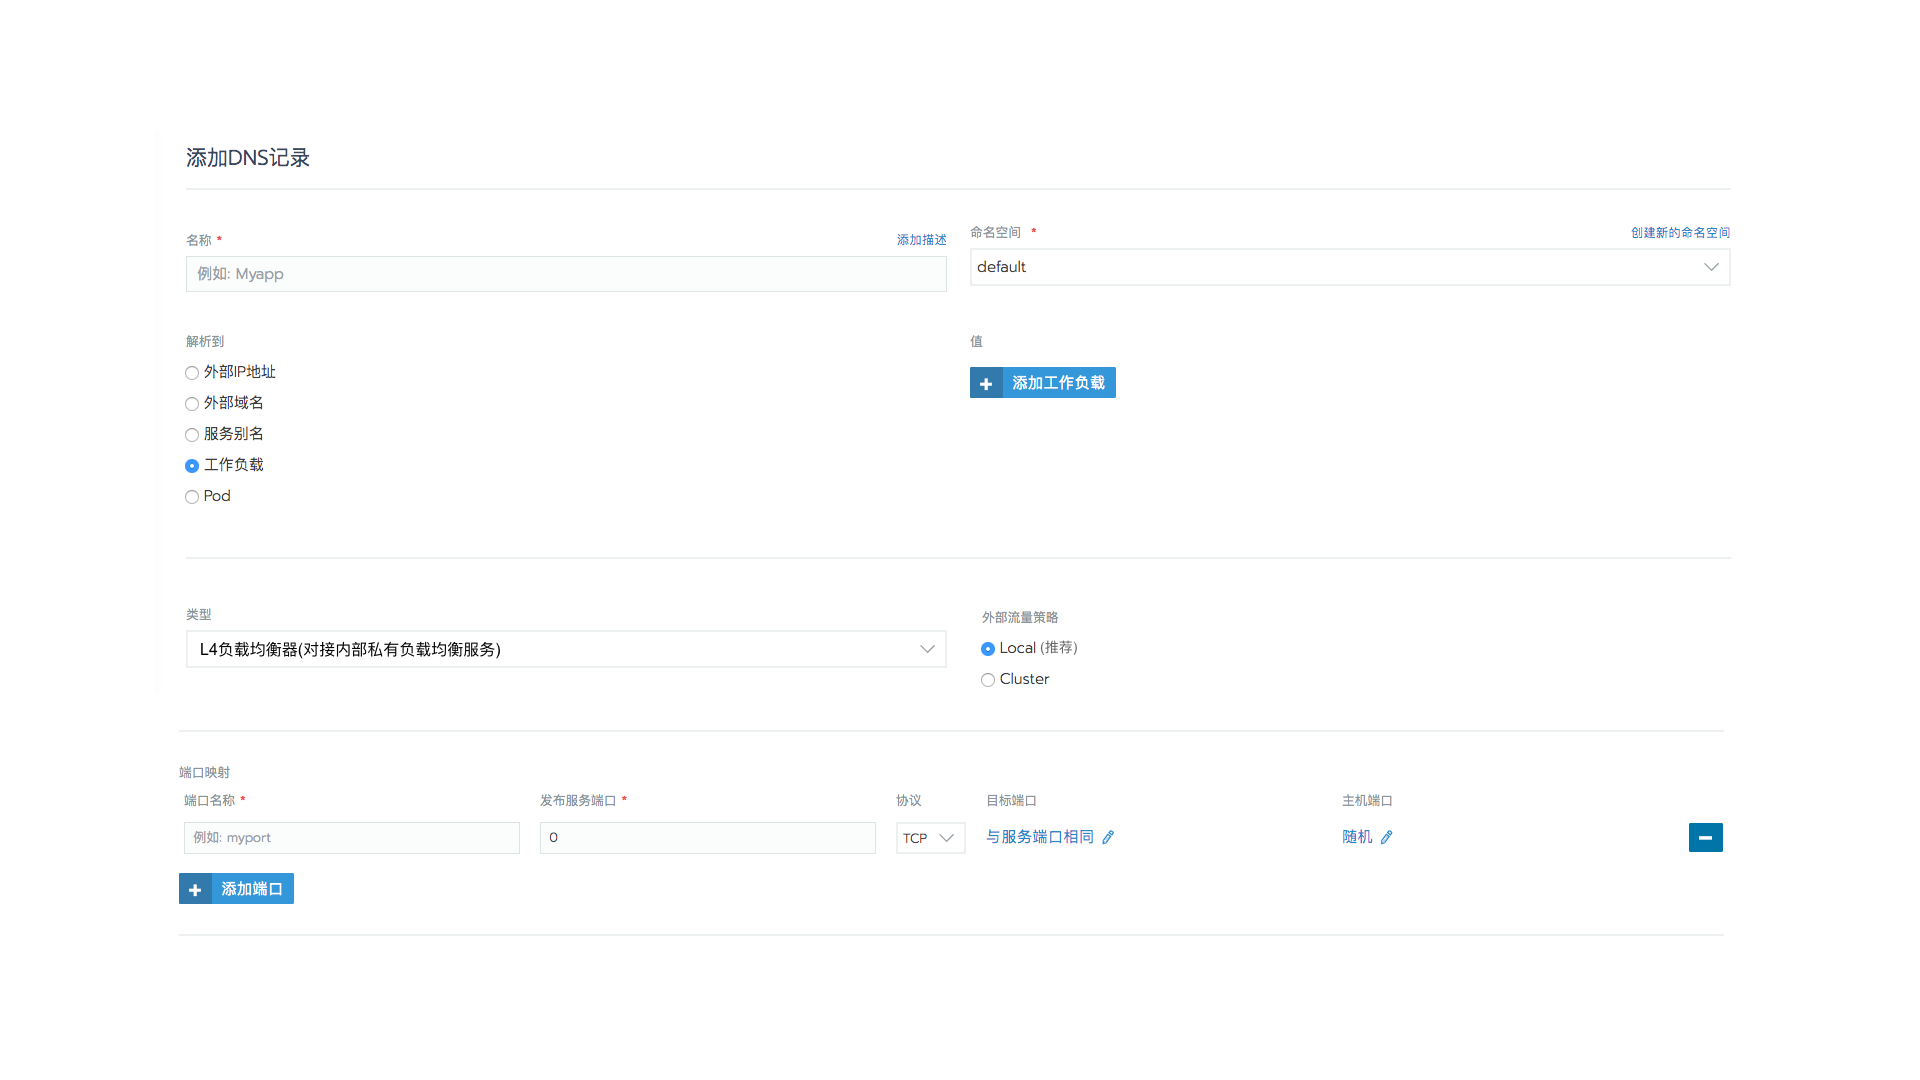 添加DNS记录
名称 *
添加描述
例如: Myapp
命名空间 *
创建新的命名空间
default
解析到
外部IP地址
外部域名
服务别名
工作负载
Pod
值
添加工作负载
类型
L4负载均衡器(对接内部私有负载均衡服务)
外部流量策略
Local (推荐)
Cluster
端口映射
端口名称 * 发布服务端口 * 协议 目标端口 主机端口
例如: myport 0 TCP 与服务端口相同 随机
添加端口